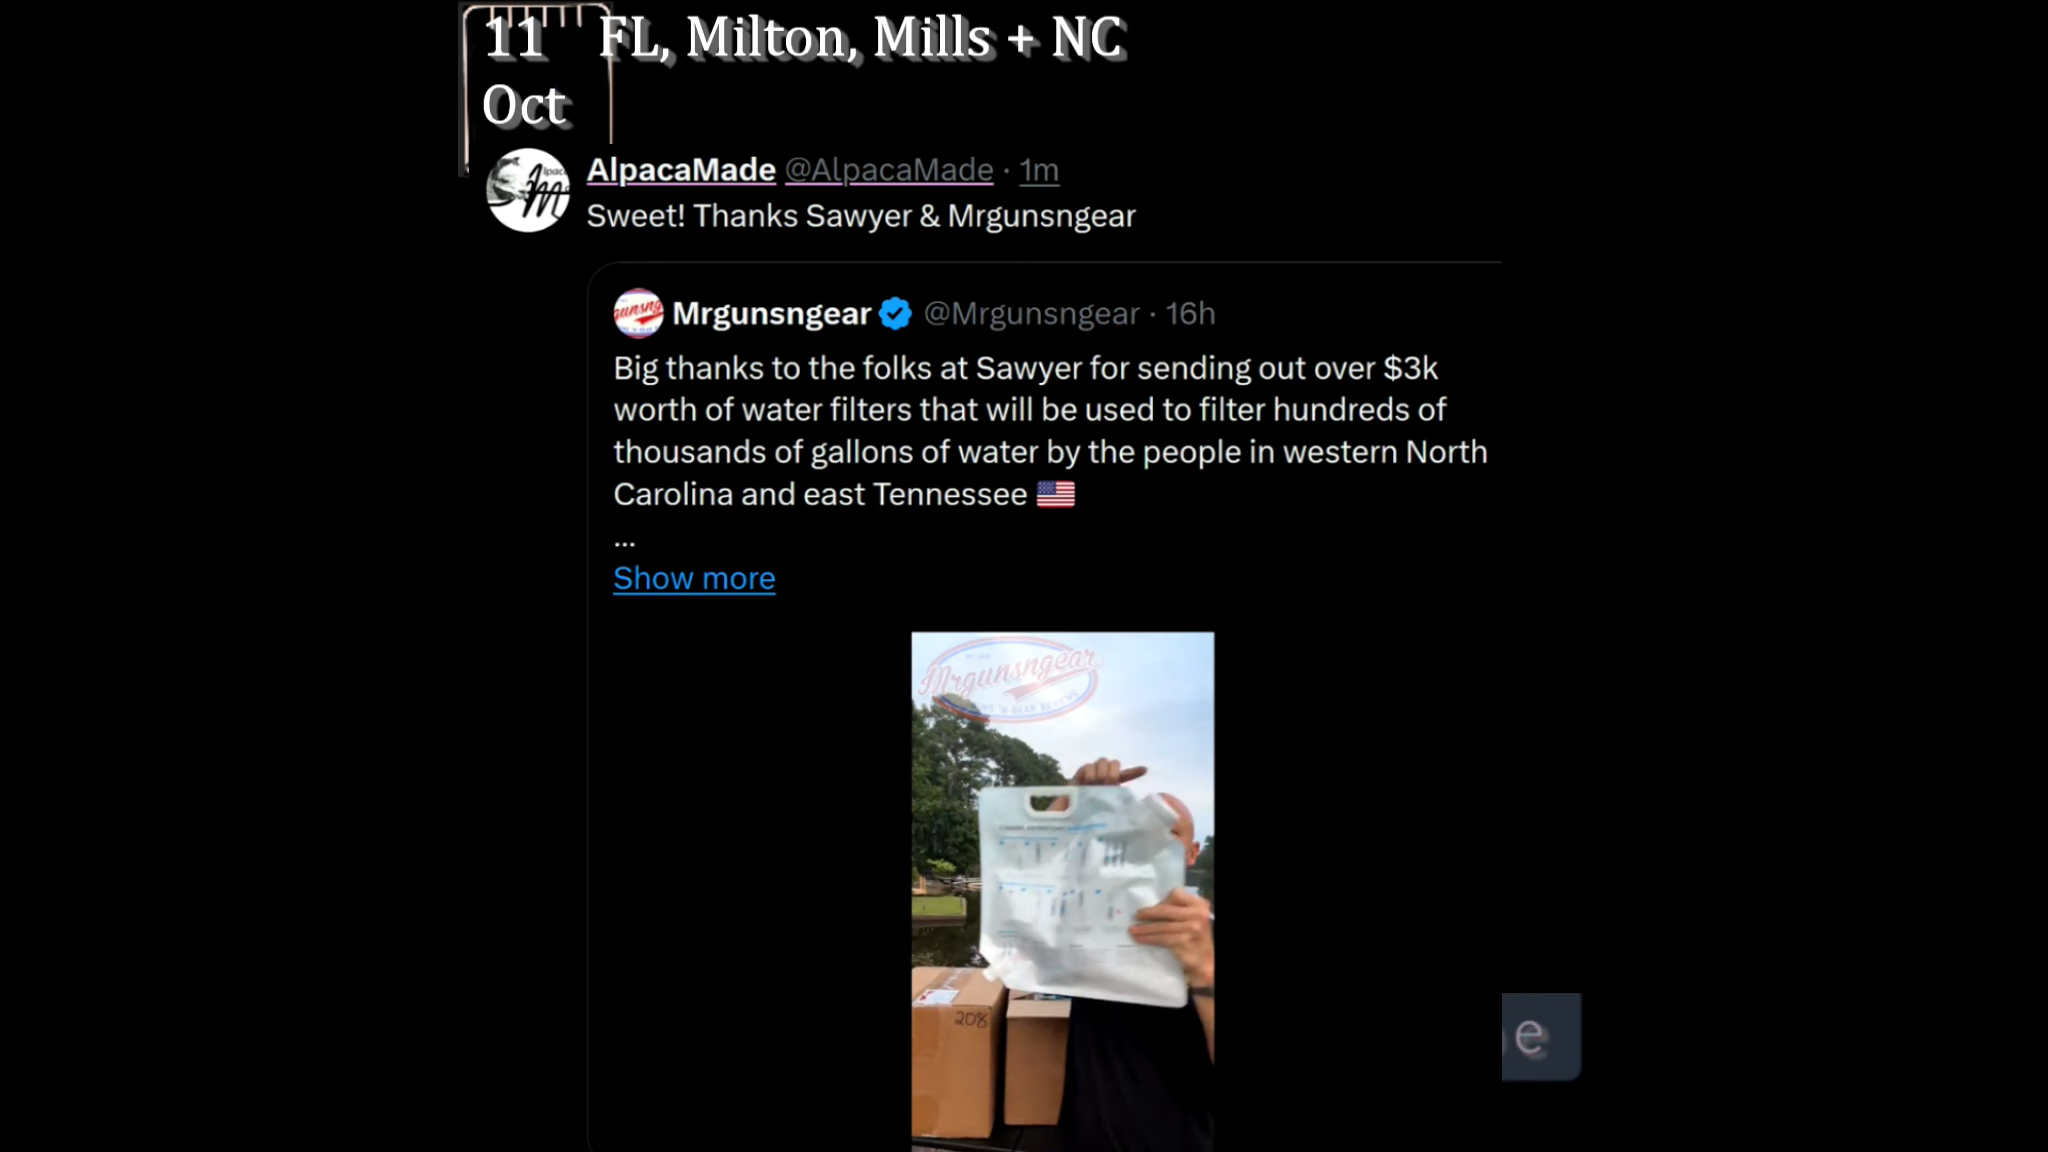 11 FL, Milton, Mills + NC
Oct
AlpacaMade @AlpacaMade · 1m
Sweet! Thanks Sawyer & Mrgunsngear
Mrgunsngear @Mrgunsngear · 16h
Big thanks to the folks at Sawyer for sending out over $3k
worth of water filters that will be used to filter hundreds of
thousands of gallons of water by the people in western North
Carolina and east Tennessee 🇺🇸
...
Show more
Mrgunsngear
208
e